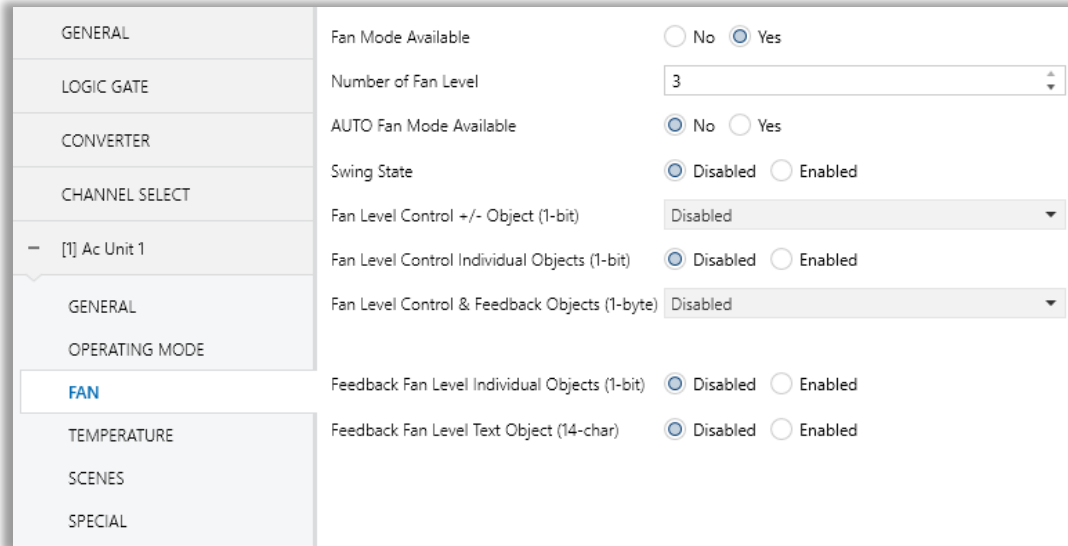 GENERAL
LOGIC GATE
CONVERTER
CHANNEL SELECT
− [1] Ac Unit 1
GENERAL
OPERATING MODE
FAN
TEMPERATURE
SCENES
SPECIAL
Fan Mode Available No Yes
Number of Fan Level 3
AUTO Fan Mode Available No Yes
Swing State Disabled Enabled
Fan Level Control +/- Object (1-bit) Disabled
Fan Level Control Individual Objects (1-bit) Disabled Enabled
Fan Level Control & Feedback Objects (1-byte) Disabled
Feedback Fan Level Individual Objects (1-bit) Disabled Enabled
Feedback Fan Level Text Object (14-char) Disabled Enabled